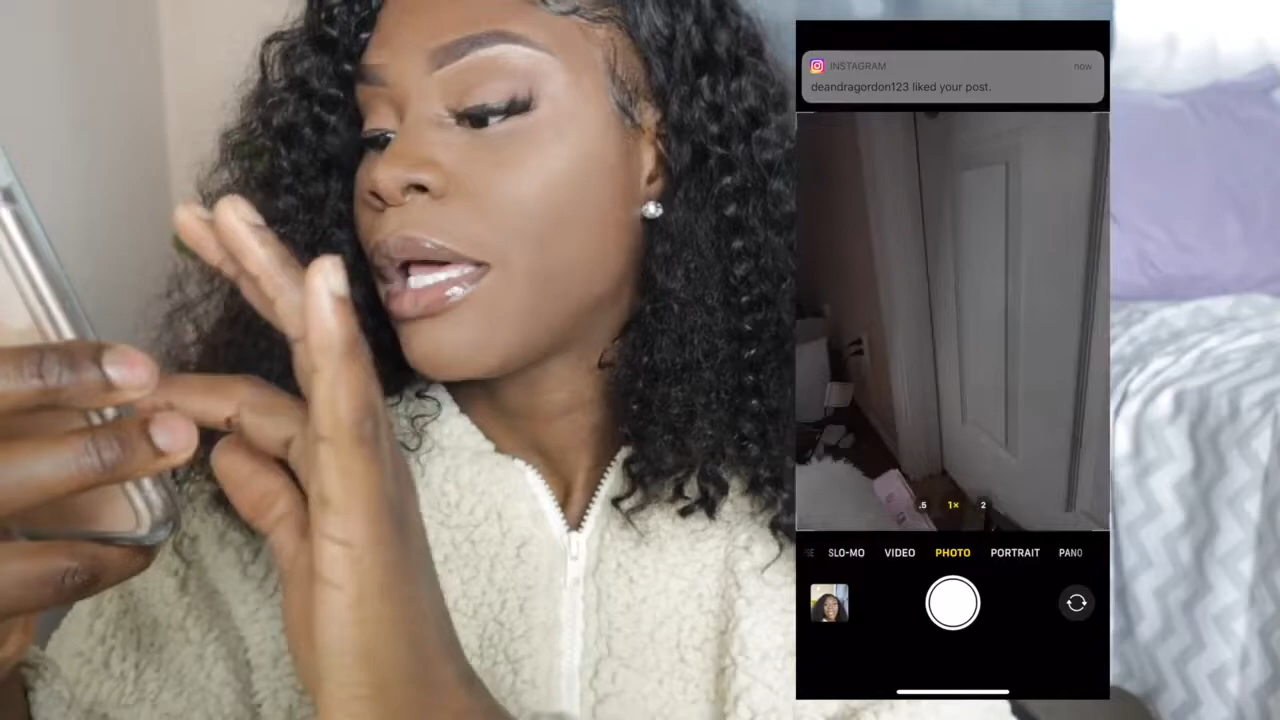 INSTAGRAM now
deandragordon123 liked your post.
.5 1× 2
SLO-MO VIDEO PHOTO PORTRAIT PANO